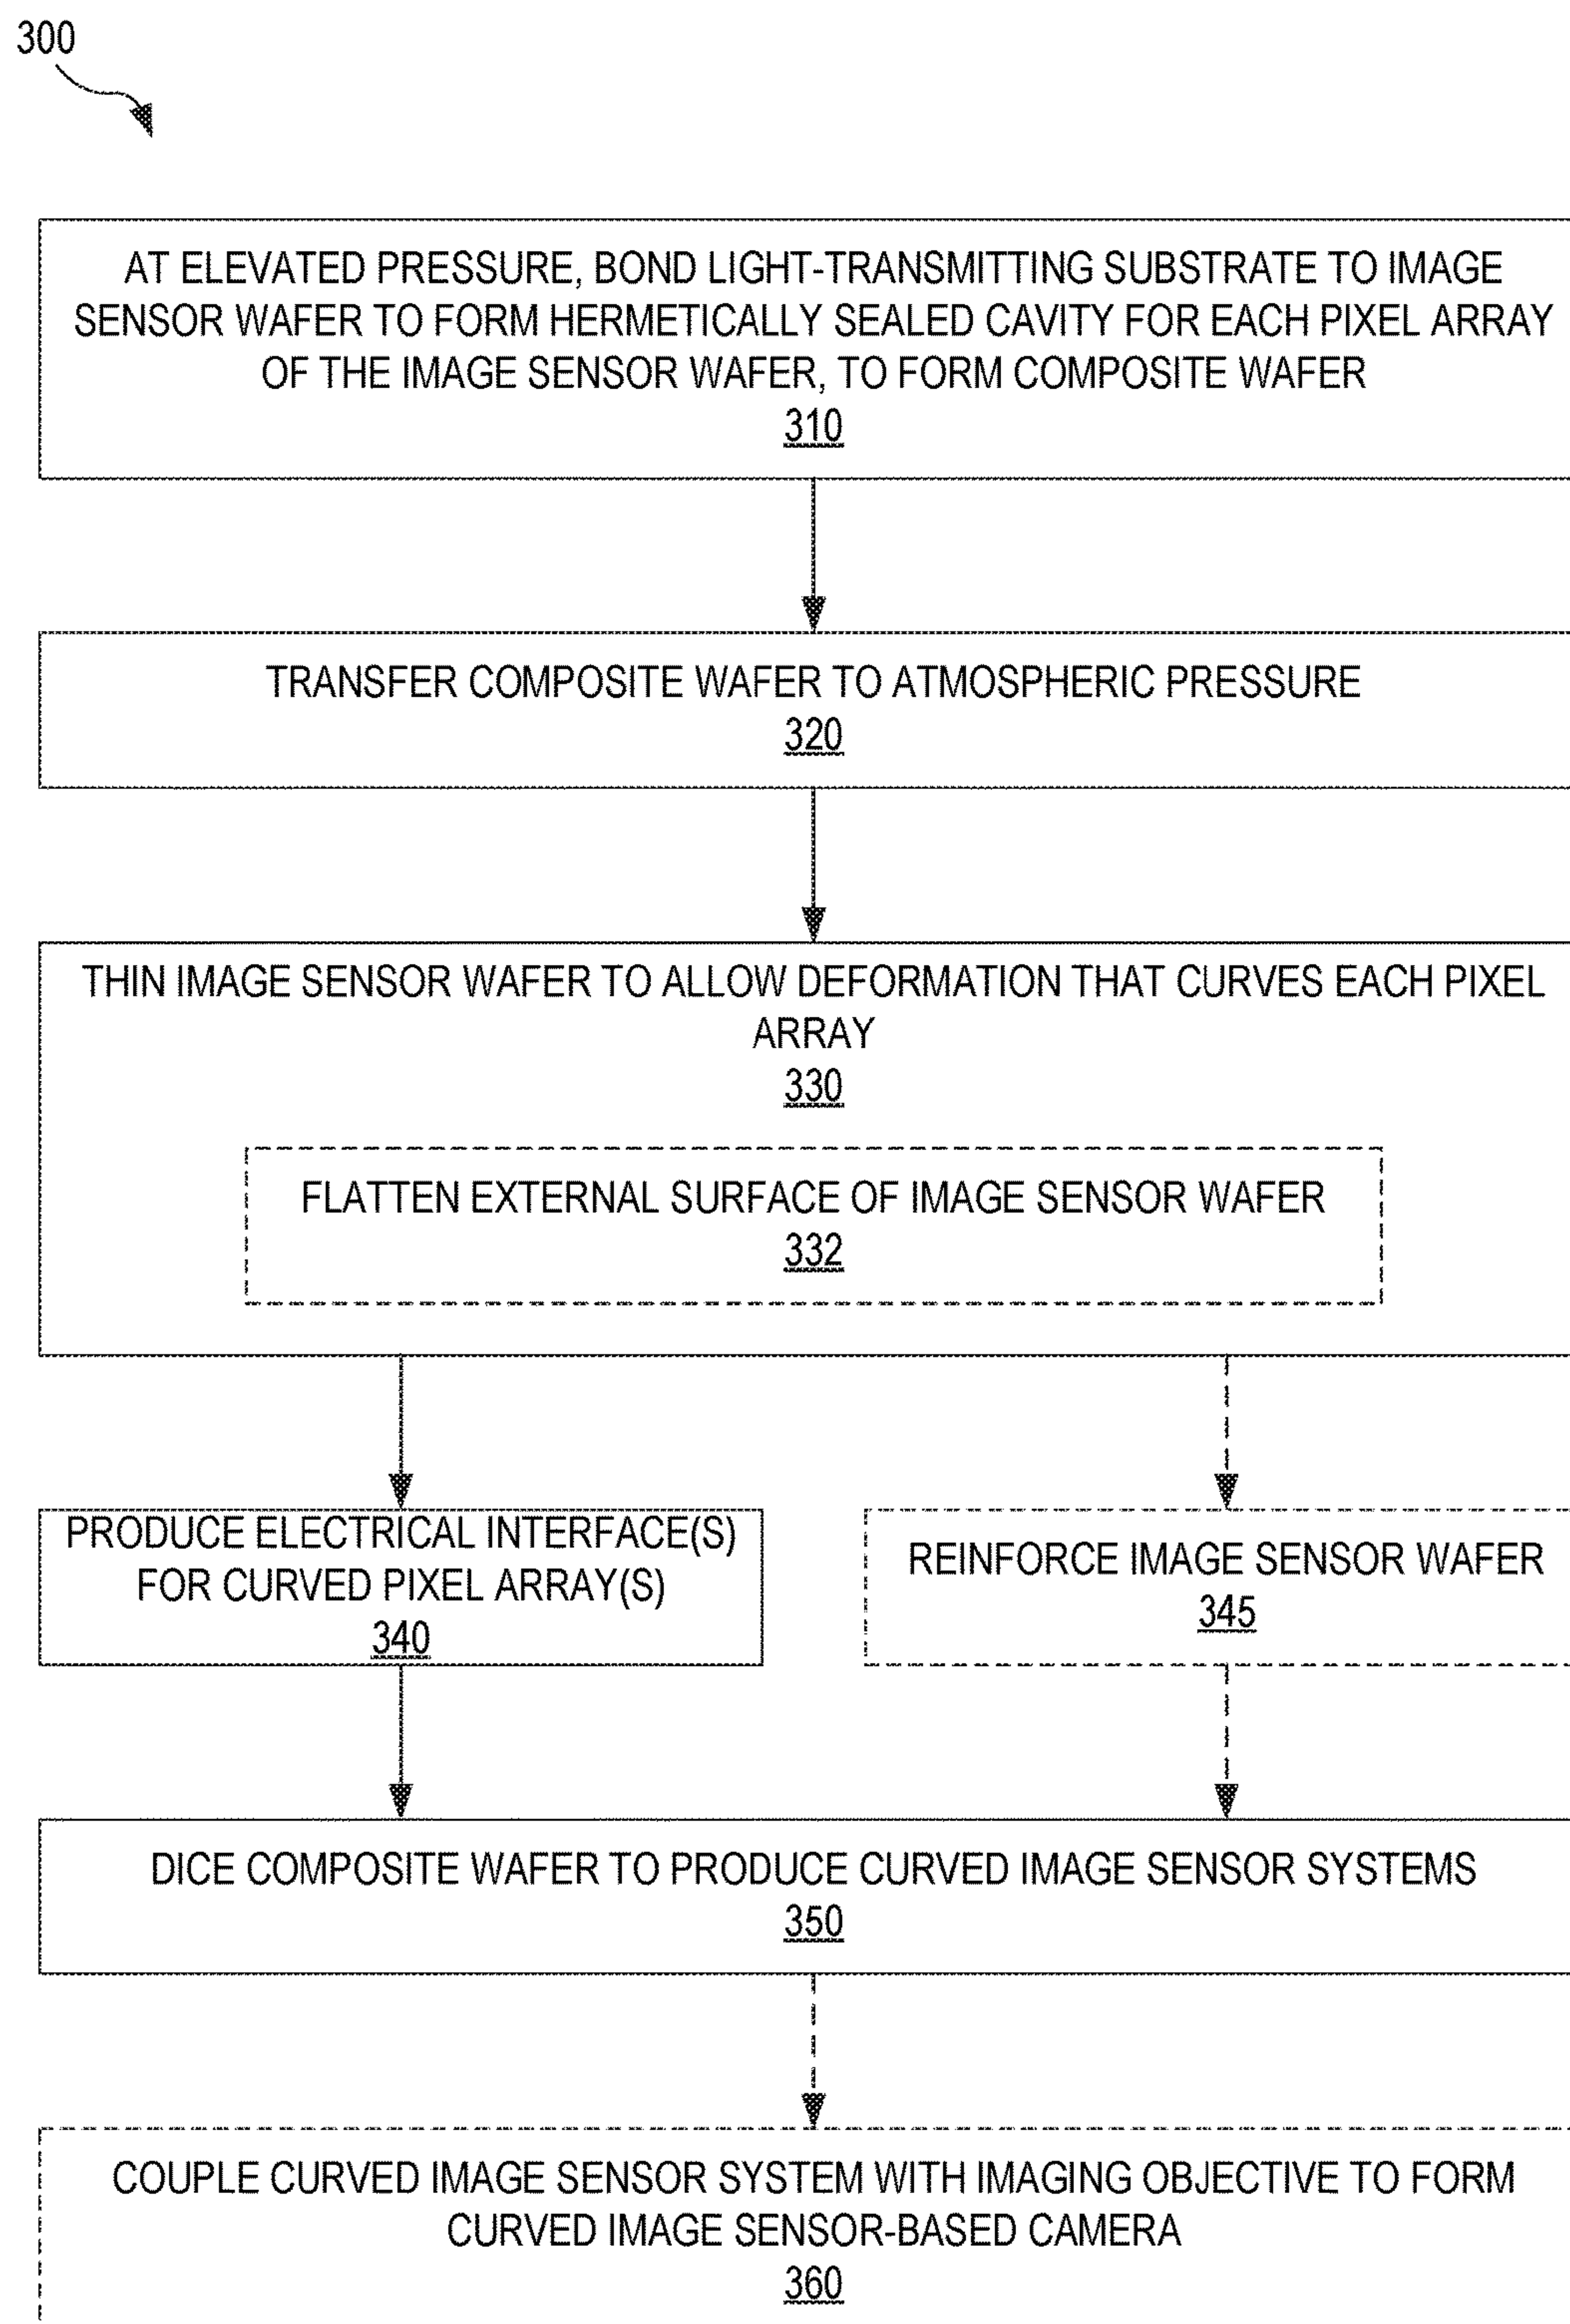 300
AT ELEVATED PRESSURE, BOND LIGHT-TRANSMITTING SUBSTRATE TO IMAGE
SENSOR WAFER TO FORM HERMETICALLY SEALED CAVITY FOR EACH PIXEL ARRAY
OF THE IMAGE SENSOR WAFER, TO FORM COMPOSITE WAFER
310
TRANSFER COMPOSITE WAFER TO ATMOSPHERIC PRESSURE
320
THIN IMAGE SENSOR WAFER TO ALLOW DEFORMATION THAT CURVES EACH PIXEL
ARRAY
330
FLATTEN EXTERNAL SURFACE OF IMAGE SENSOR WAFER
332
PRODUCE ELECTRICAL INTERFACE(S)
FOR CURVED PIXEL ARRAY(S)
340
REINFORCE IMAGE SENSOR WAFER
345
DICE COMPOSITE WAFER TO PRODUCE CURVED IMAGE SENSOR SYSTEMS
350
COUPLE CURVED IMAGE SENSOR SYSTEM WITH IMAGING OBJECTIVE TO FORM
CURVED IMAGE SENSOR-BASED CAMERA
360